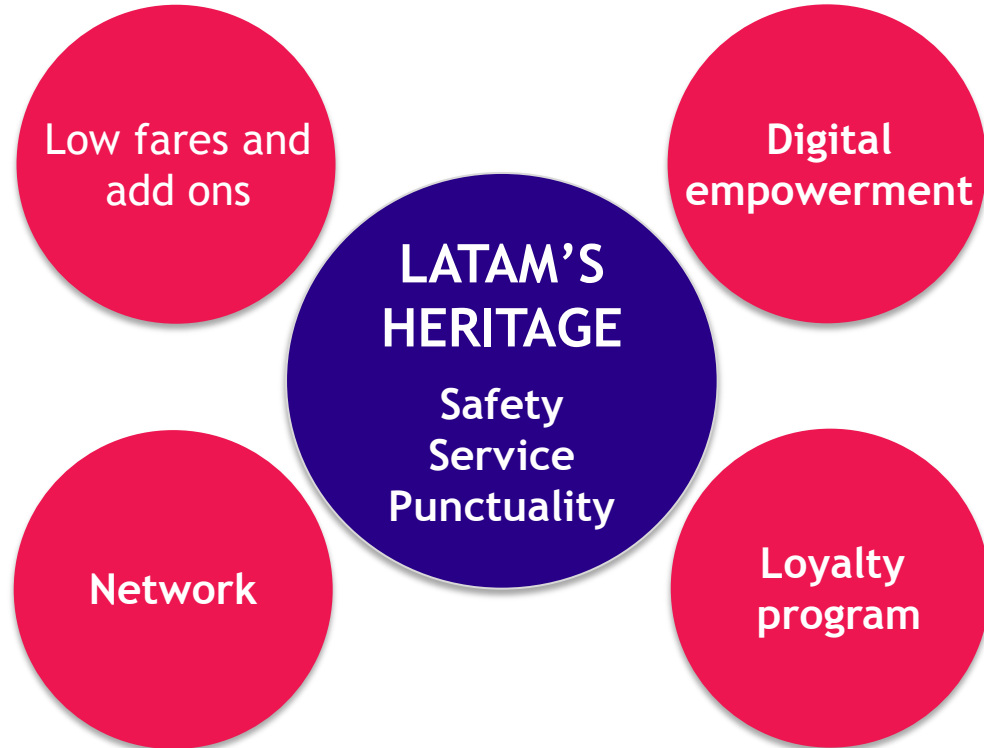 Low fares and
add ons
Digital
empowerment
LATAM’S
HERITAGE
Safety
Service
Punctuality
Network
Loyalty
program